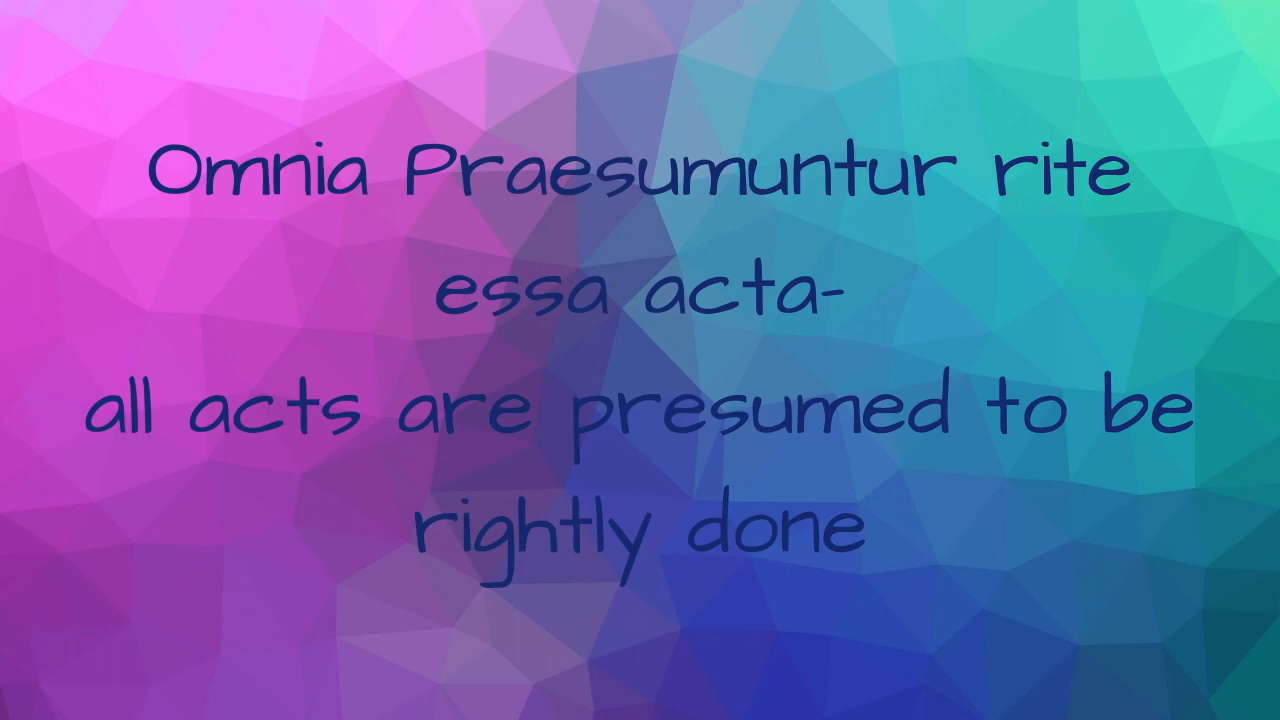 Omnia Praesumuntur rite
essa acta-
all acts are presumed to be
rightly done